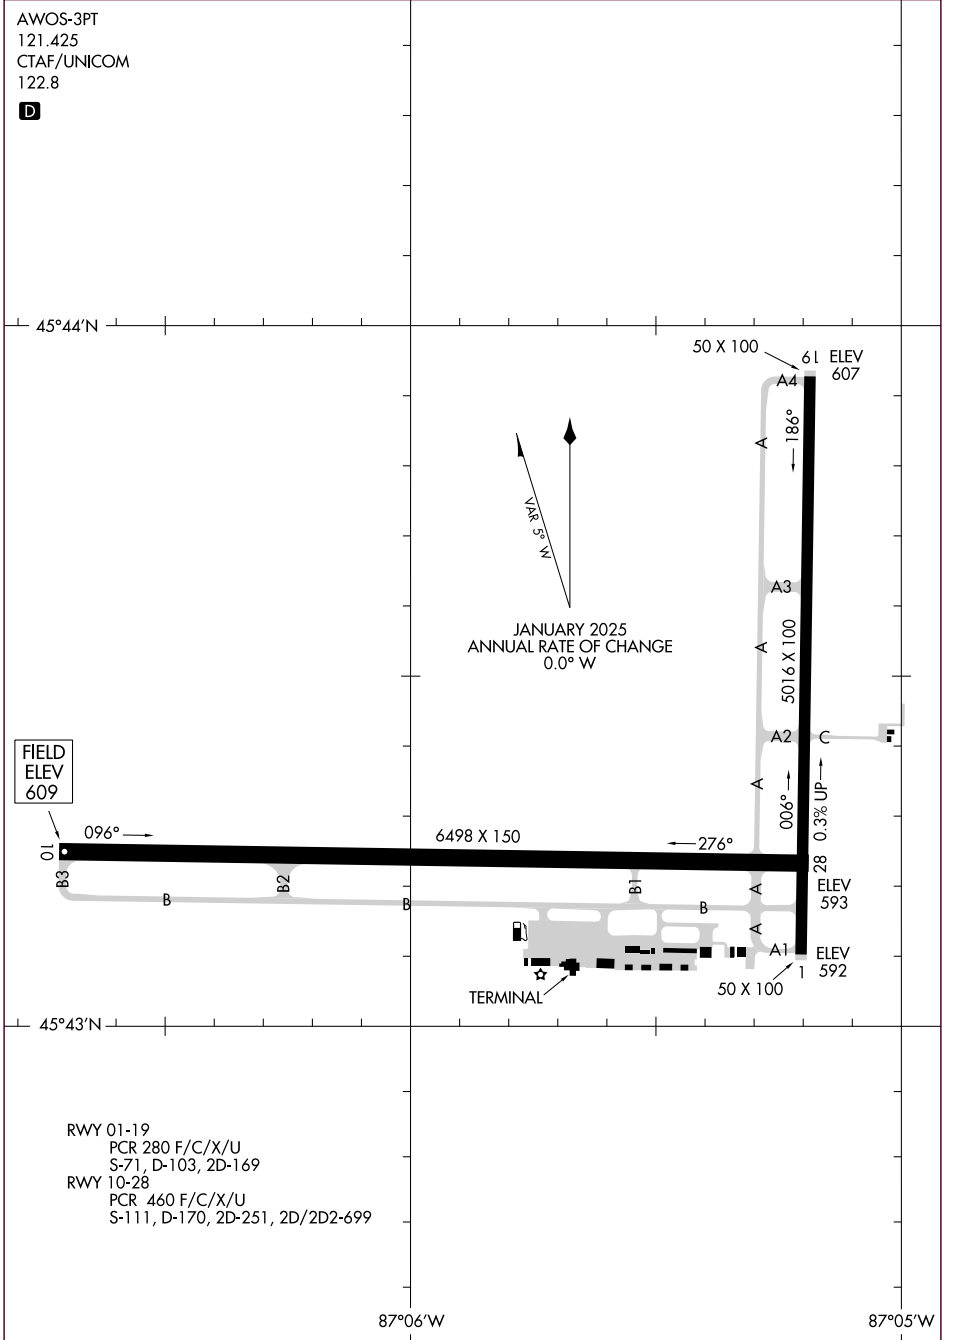 AWOS-3PT
121.425
CTAF/UNICOM
122.8
D
45°44'N
50 X 100
19
ELEV
607
A4
186°
A
VAR 5° W
A3
JANUARY 2025
ANNUAL RATE OF CHANGE
0.0° W
A
5016 X 100
A2
C
FIELD
ELEV
609
A
006°
0.3% UP
096°
6498 X 150
276°
10
28
B3
B2
B1
A
ELEV
593
B
B
B
A
A1
ELEV
592
1
50 X 100
TERMINAL
45°43'N
RWY 01-19
PCR 280 F/C/X/U
S-71, D-103, 2D-169
RWY 10-28
PCR 460 F/C/X/U
S-111, D-170, 2D-251, 2D/2D2-699
87°06'W
87°05'W